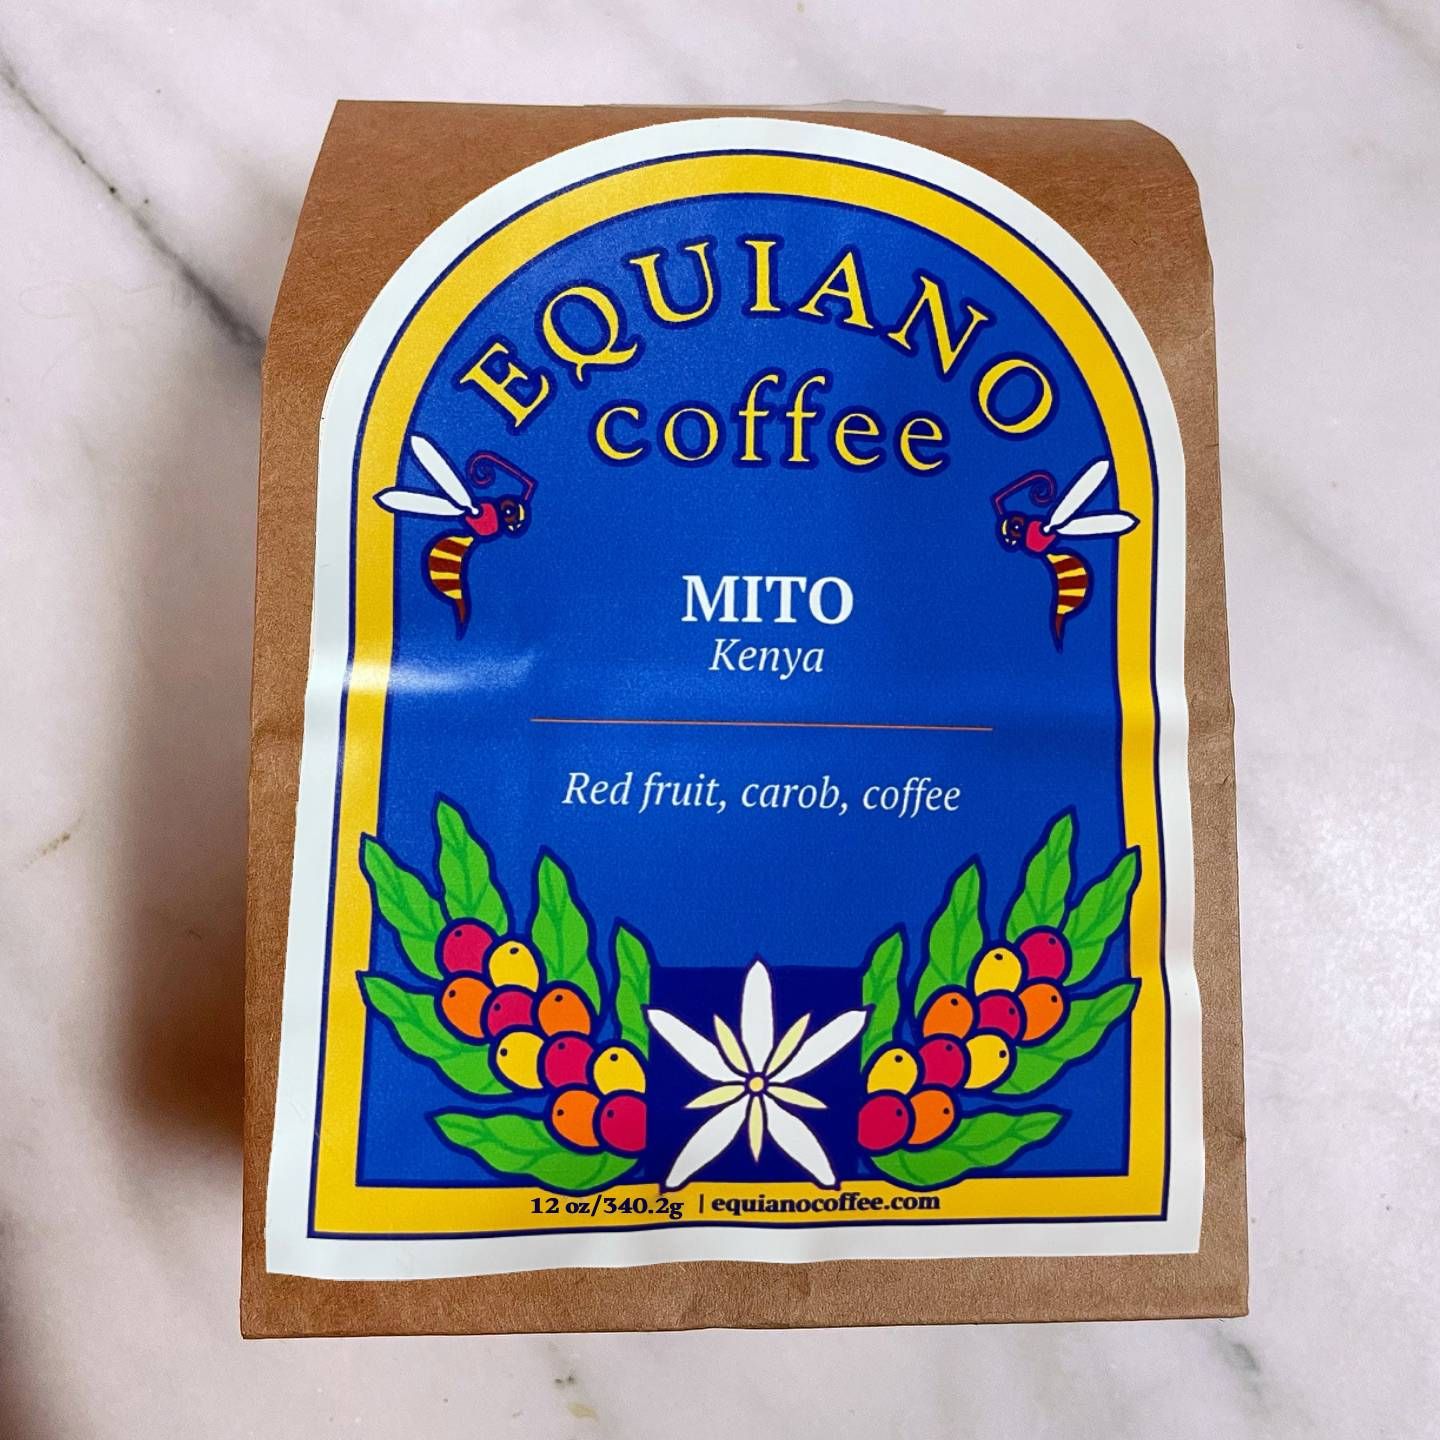 EQUIANO
coffee
MITO
Kenya
Red fruit, carob, coffee
12 oz/340.2g | equianocoffee.com